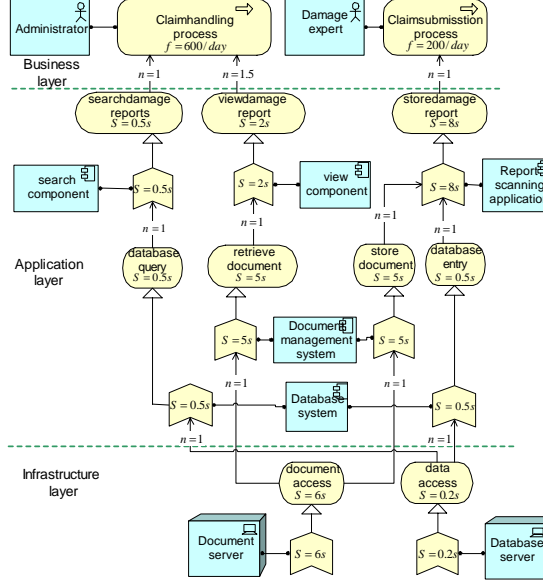 Administrator
Claimhandling
process
f = 600/day
Damage
expert
Claimsubmisstion
process
f = 200/day
Business
layer
n=1
n=1.5
n=1
searchdamage
reports
S = 0.5s
viewdamage
report
S = 2s
storedamage
report
S = 8s
search
component
S = 0.5s
S = 2s
view
component
S = 8s
Report
scanning
application
n=1
n=1
n=1
n=1
Application
layer
database
query
S = 0.5s
retrieve
document
S = 5s
store
document
S = 5s
database
entry
S = 0.5s
S = 5s
Document
management
system
S = 5s
n=1
n=1
S = 0.5s
Database
system
S = 0.5s
n=1
n=1
Infrastructure
layer
document
access
S = 6s
data
access
S = 0.2s
Document
server
S = 6s
S = 0.2s
Database
server